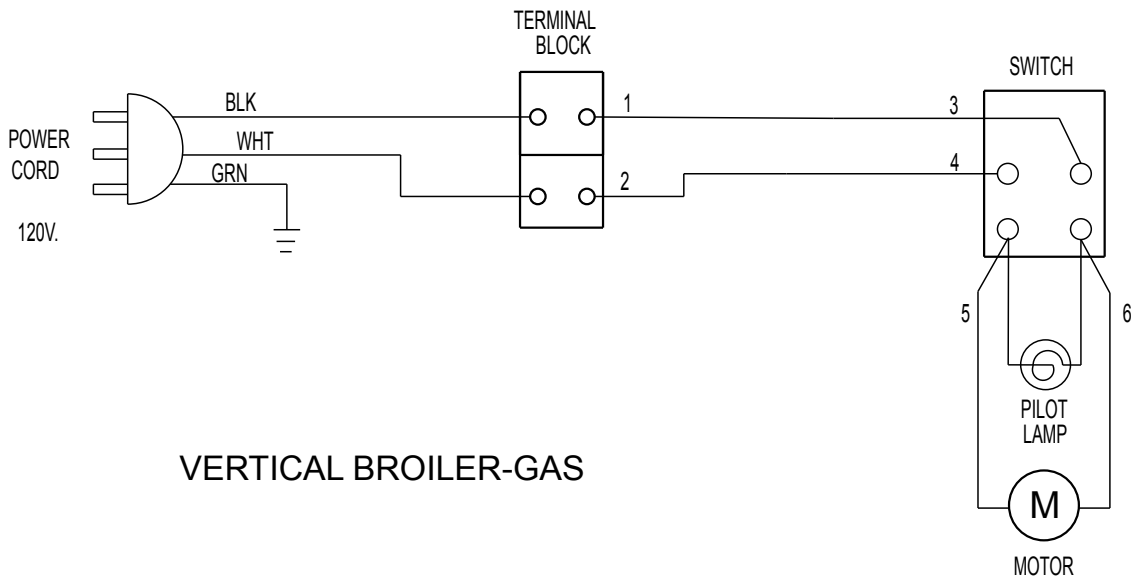 TERMINAL
BLOCK
SWITCH
BLK
1
3
POWER
CORD
WHT
4
GRN
2
120V.
5
6
PILOT
LAMP
VERTICAL BROILER-GAS
M
MOTOR